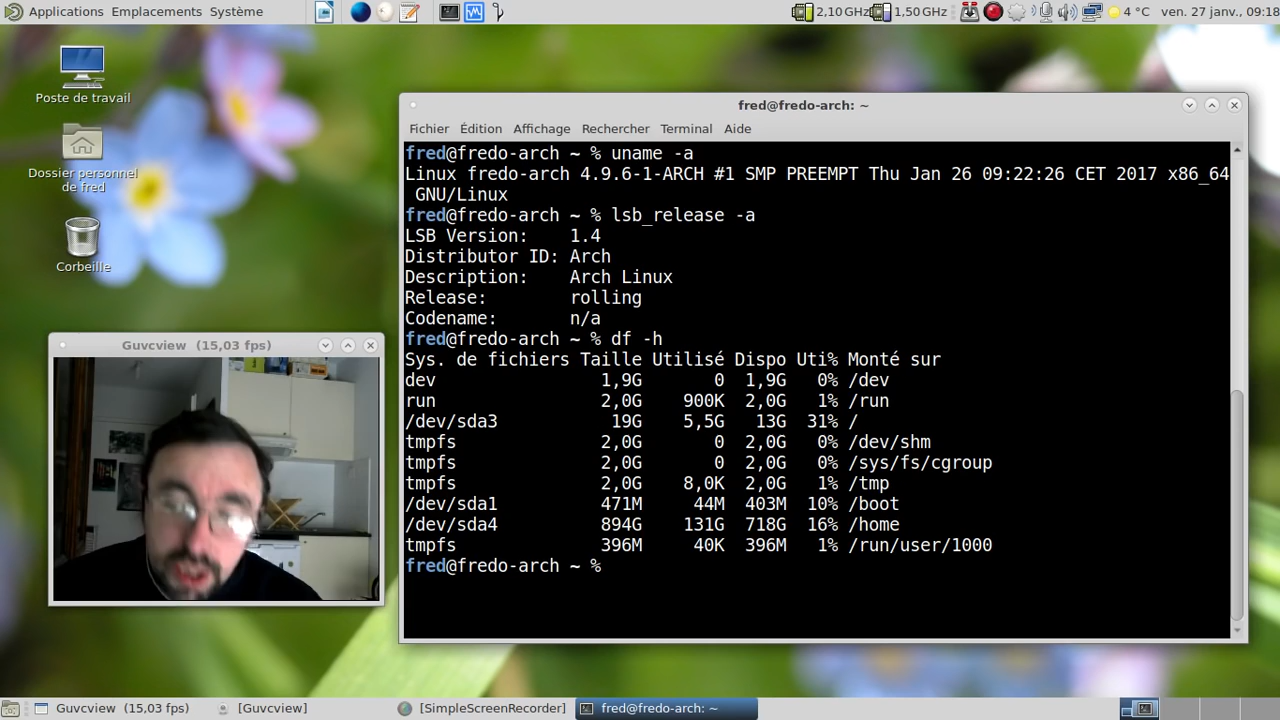 Applications Emplacements Système 2,10 GHz 1,50 GHz 4 °C ven. 27 janv., 09:18
Poste de travail
Dossier personnel
de fred
Corbeille
Guvcview (15,03 fps)
fred@fredo-arch: ~
Fichier Édition Affichage Rechercher Terminal Aide
fred@fredo-arch ~ % uname -a
Linux fredo-arch 4.9.6-1-ARCH #1 SMP PREEMPT Thu Jan 26 09:22:26 CET 2017 x86_64
GNU/Linux
fred@fredo-arch ~ % lsb_release -a
LSB Version: 1.4
Distributor ID: Arch
Description: Arch Linux
Release: rolling
Codename: n/a
fred@fredo-arch ~ % df -h
Sys. de fichiers Taille Utilisé Dispo Uti% Monté sur
dev 1,9G 0 1,9G 0% /dev
run 2,0G 900K 2,0G 1% /run
/dev/sda3 19G 5,5G 13G 31% /
tmpfs 2,0G 0 2,0G 0% /dev/shm
tmpfs 2,0G 0 2,0G 0% /sys/fs/cgroup
tmpfs 2,0G 8,0K 2,0G 1% /tmp
/dev/sda1 471M 44M 403M 10% /boot
/dev/sda4 894G 131G 718G 16% /home
tmpfs 396M 40K 396M 1% /run/user/1000
fred@fredo-arch ~ %
Guvcview (15,03 fps) [Guvcview] [SimpleScreenRecorder] fred@fredo-arch: ~